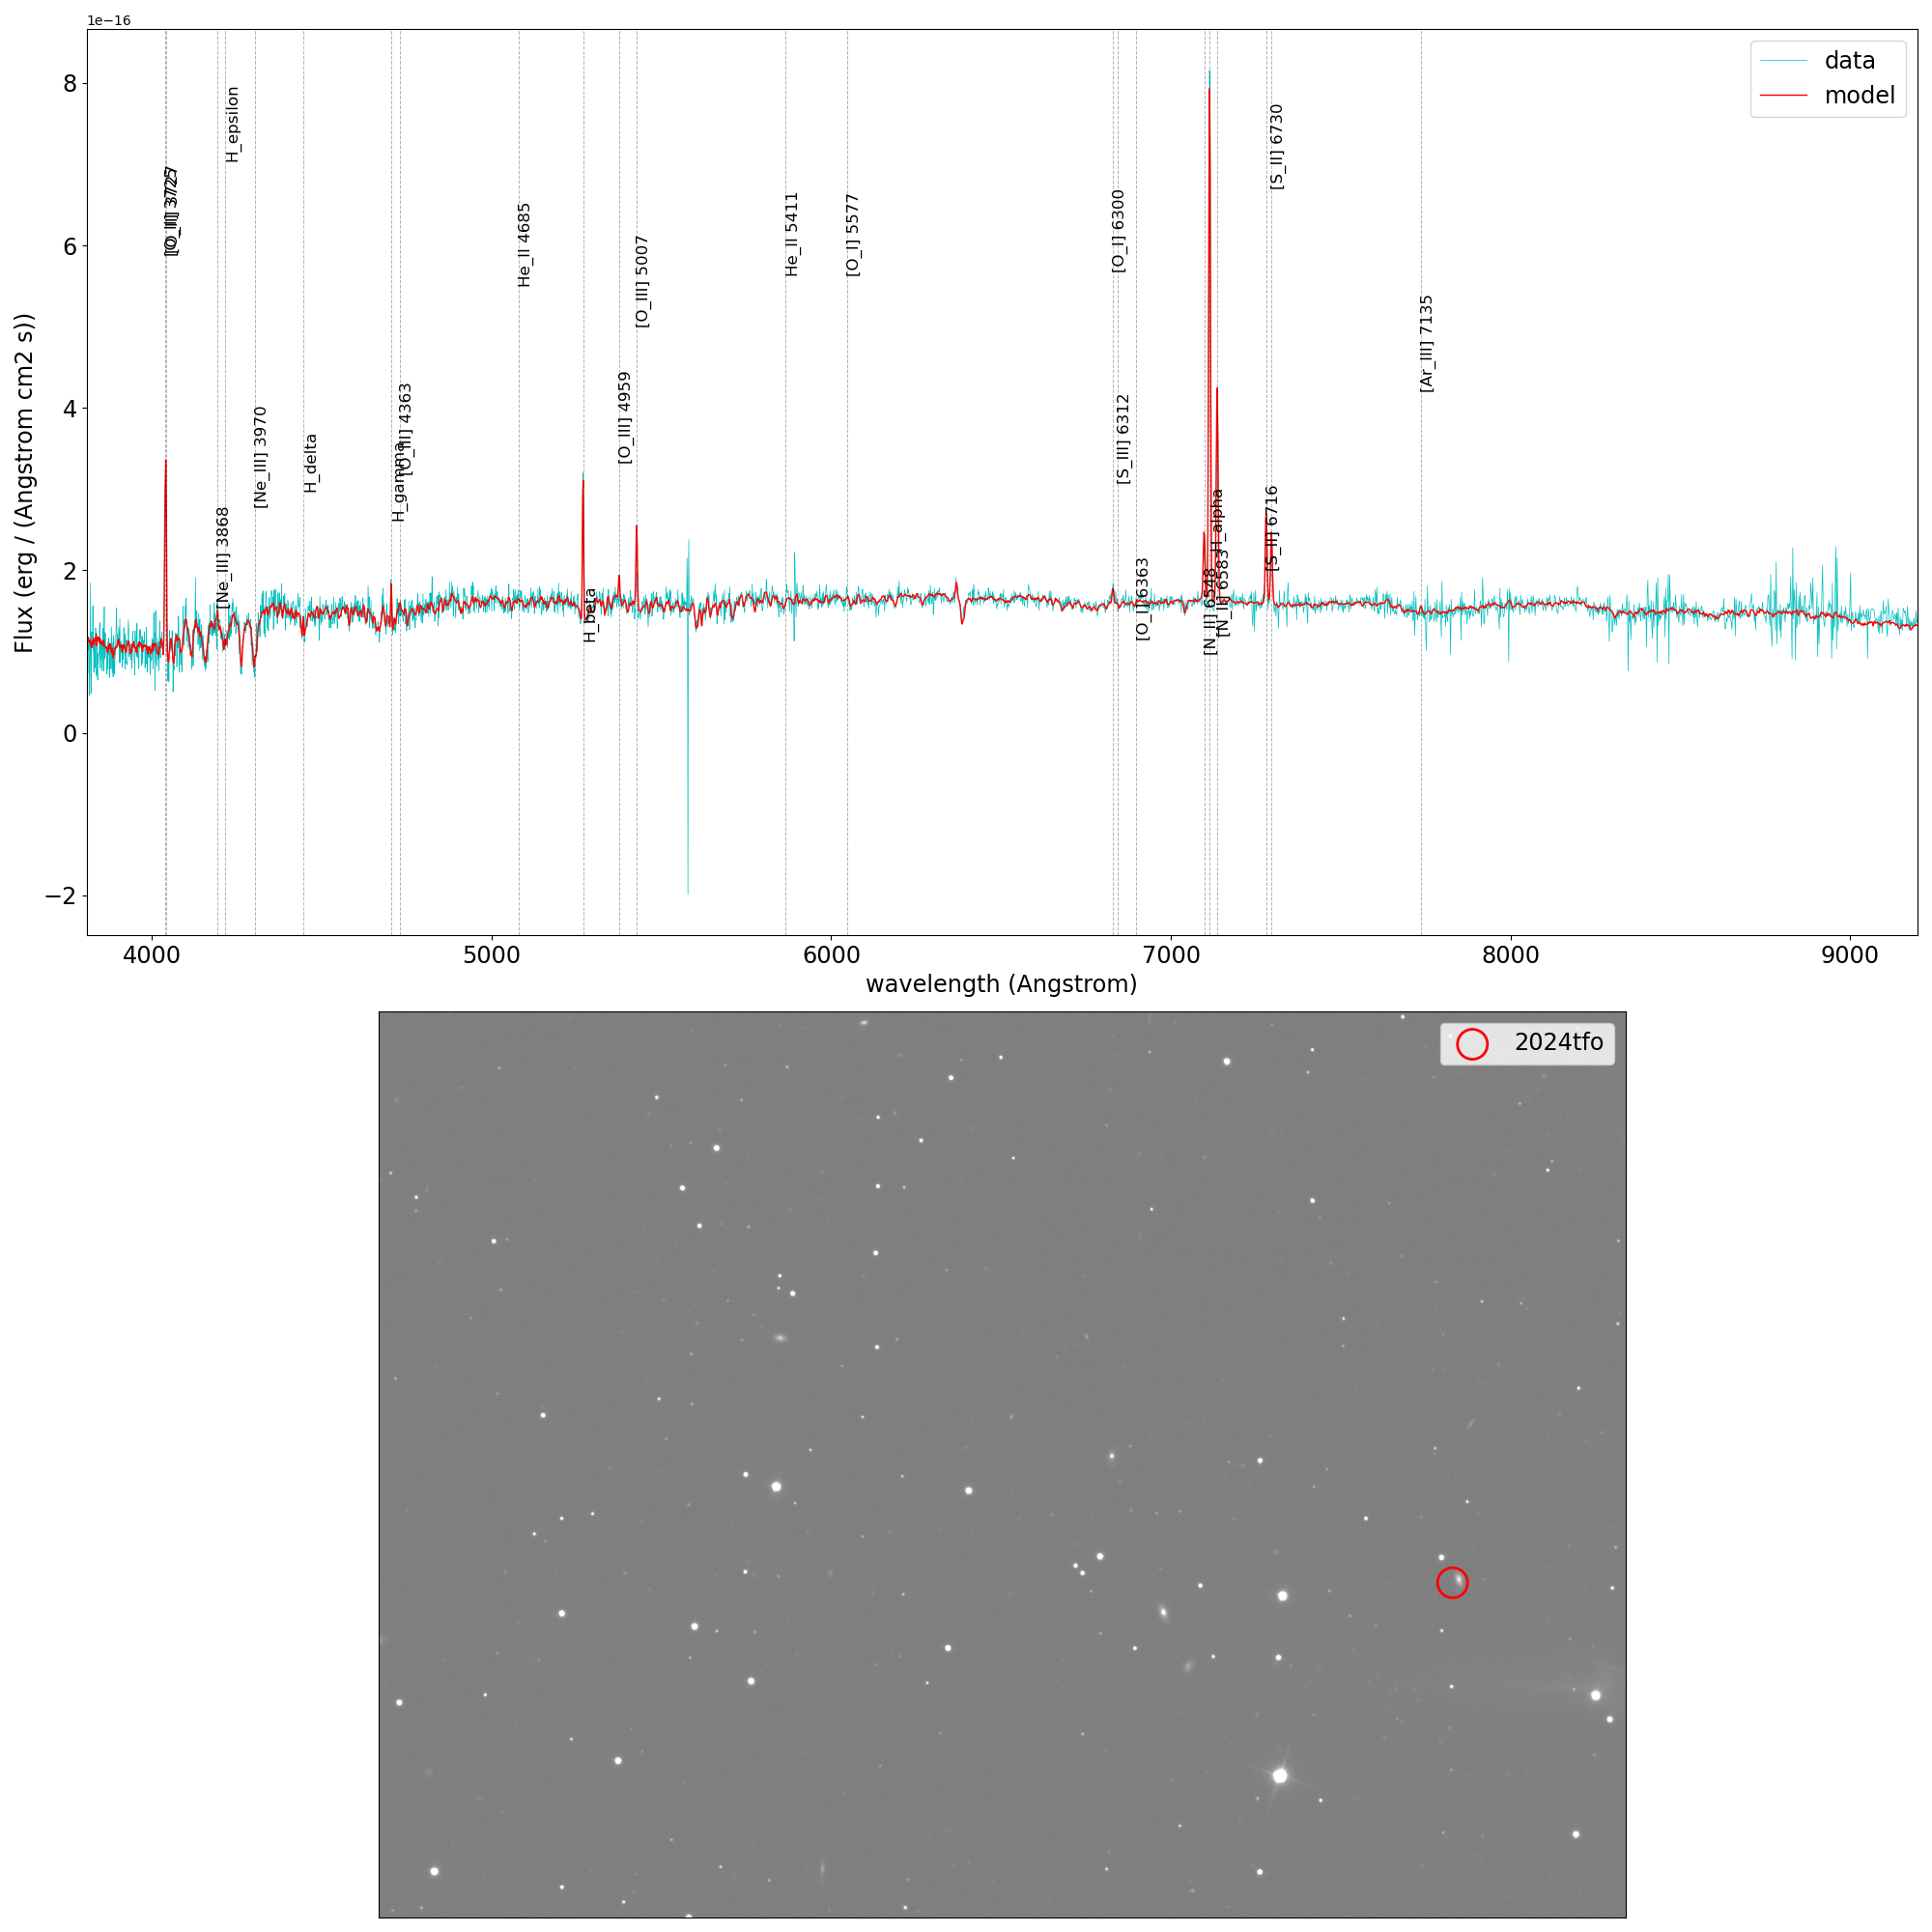 1e−16
data
model
8
6
4
2
0
−2
Flux (erg / (Angstrom cm2 s))
H_epsilon
[Ne_III] 3868
[Ne_III] 3970
H_delta
H_gamma
[O_III] 4363
He_II 4685
H_beta
[O_III] 4959
[O_III] 5007
He_II 5411
[O_I] 5577
[O_I] 6300
[S_III] 6312
[O_I] 6363
[N_II] 6548
H_alpha
[N_II] 6583
[S_II] 6716
[S_II] 6730
[Ar_III] 7135
4000 5000 6000 7000 8000 9000
wavelength (Angstrom)
2024tfo